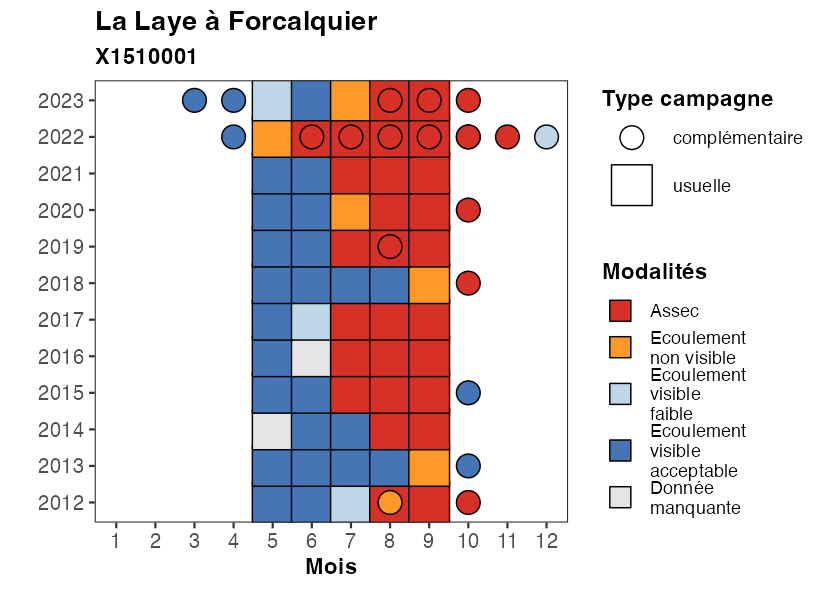 La Laye à Forcalquier
X1510001
2023
2022
2021
2020
2019
2018
2017
2016
2015
2014
2013
2012
1 2 3 4 5 6 7 8 9 10 11 12
Mois
Type campagne
complémentaire
usuelle
Modalités
Assec
Ecoulement
non visible
Ecoulement
visible
faible
Ecoulement
visible
acceptable
Donnée
manquante